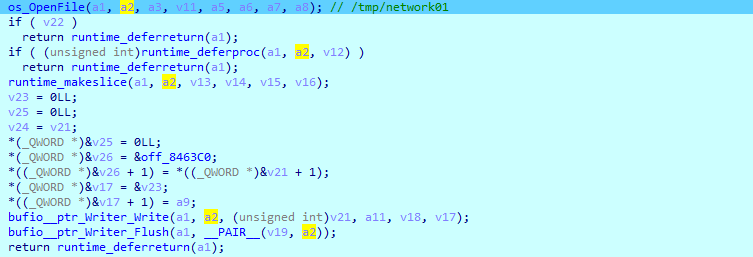 os_OpenFile(a1, a2, a3, v11, a5, a6, a7, a8); // /tmp/network01
if ( v22 )
return runtime_deferreturn(a1);
if ( (unsigned int)runtime_deferproc(a1, a2, v12) )
return runtime_deferreturn(a1);
runtime_makeslice(a1, a2, v13, v14, v15, v16);
v23 = 0LL;
v25 = 0LL;
v24 = v21;
*(_QWORD *)&v25 = 0LL;
*(_QWORD *)&v26 = &off_8463C0;
*((_QWORD *)&v26 + 1) = *((_QWORD *)&v21 + 1);
*(_QWORD *)&v17 = &v23;
*((_QWORD *)&v17 + 1) = a9;
bufio__ptr_Writer_Write(a1, a2, (unsigned int)v21, a11, v18, v17);
bufio__ptr_Writer_Flush(a1, __PAIR__(v19, a2));
return runtime_deferreturn(a1);